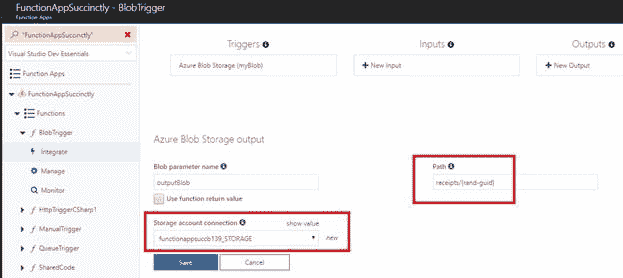 FunctionAppSuccinctly - BlobTrigger
Function Apps
"FunctionAppSuccinctly"
Visual Studio Dev Essentials
Function Apps
FunctionAppSuccinctly
Functions
f BlobTrigger
Integrate
Manage
Monitor
f HttpTriggerCSharp1
f ManualTrigger
f QueueTrigger
f SharedCode
Triggers
Azure Blob Storage (myBlob)
Inputs
+ New Input
Outputs
+ New Output
Azure Blob Storage output
Blob parameter name
outputBlob
Use function return value
Path
receipts/{rand-guid}
Storage account connection show value
functionappsuccb139_STORAGE new
Save Cancel